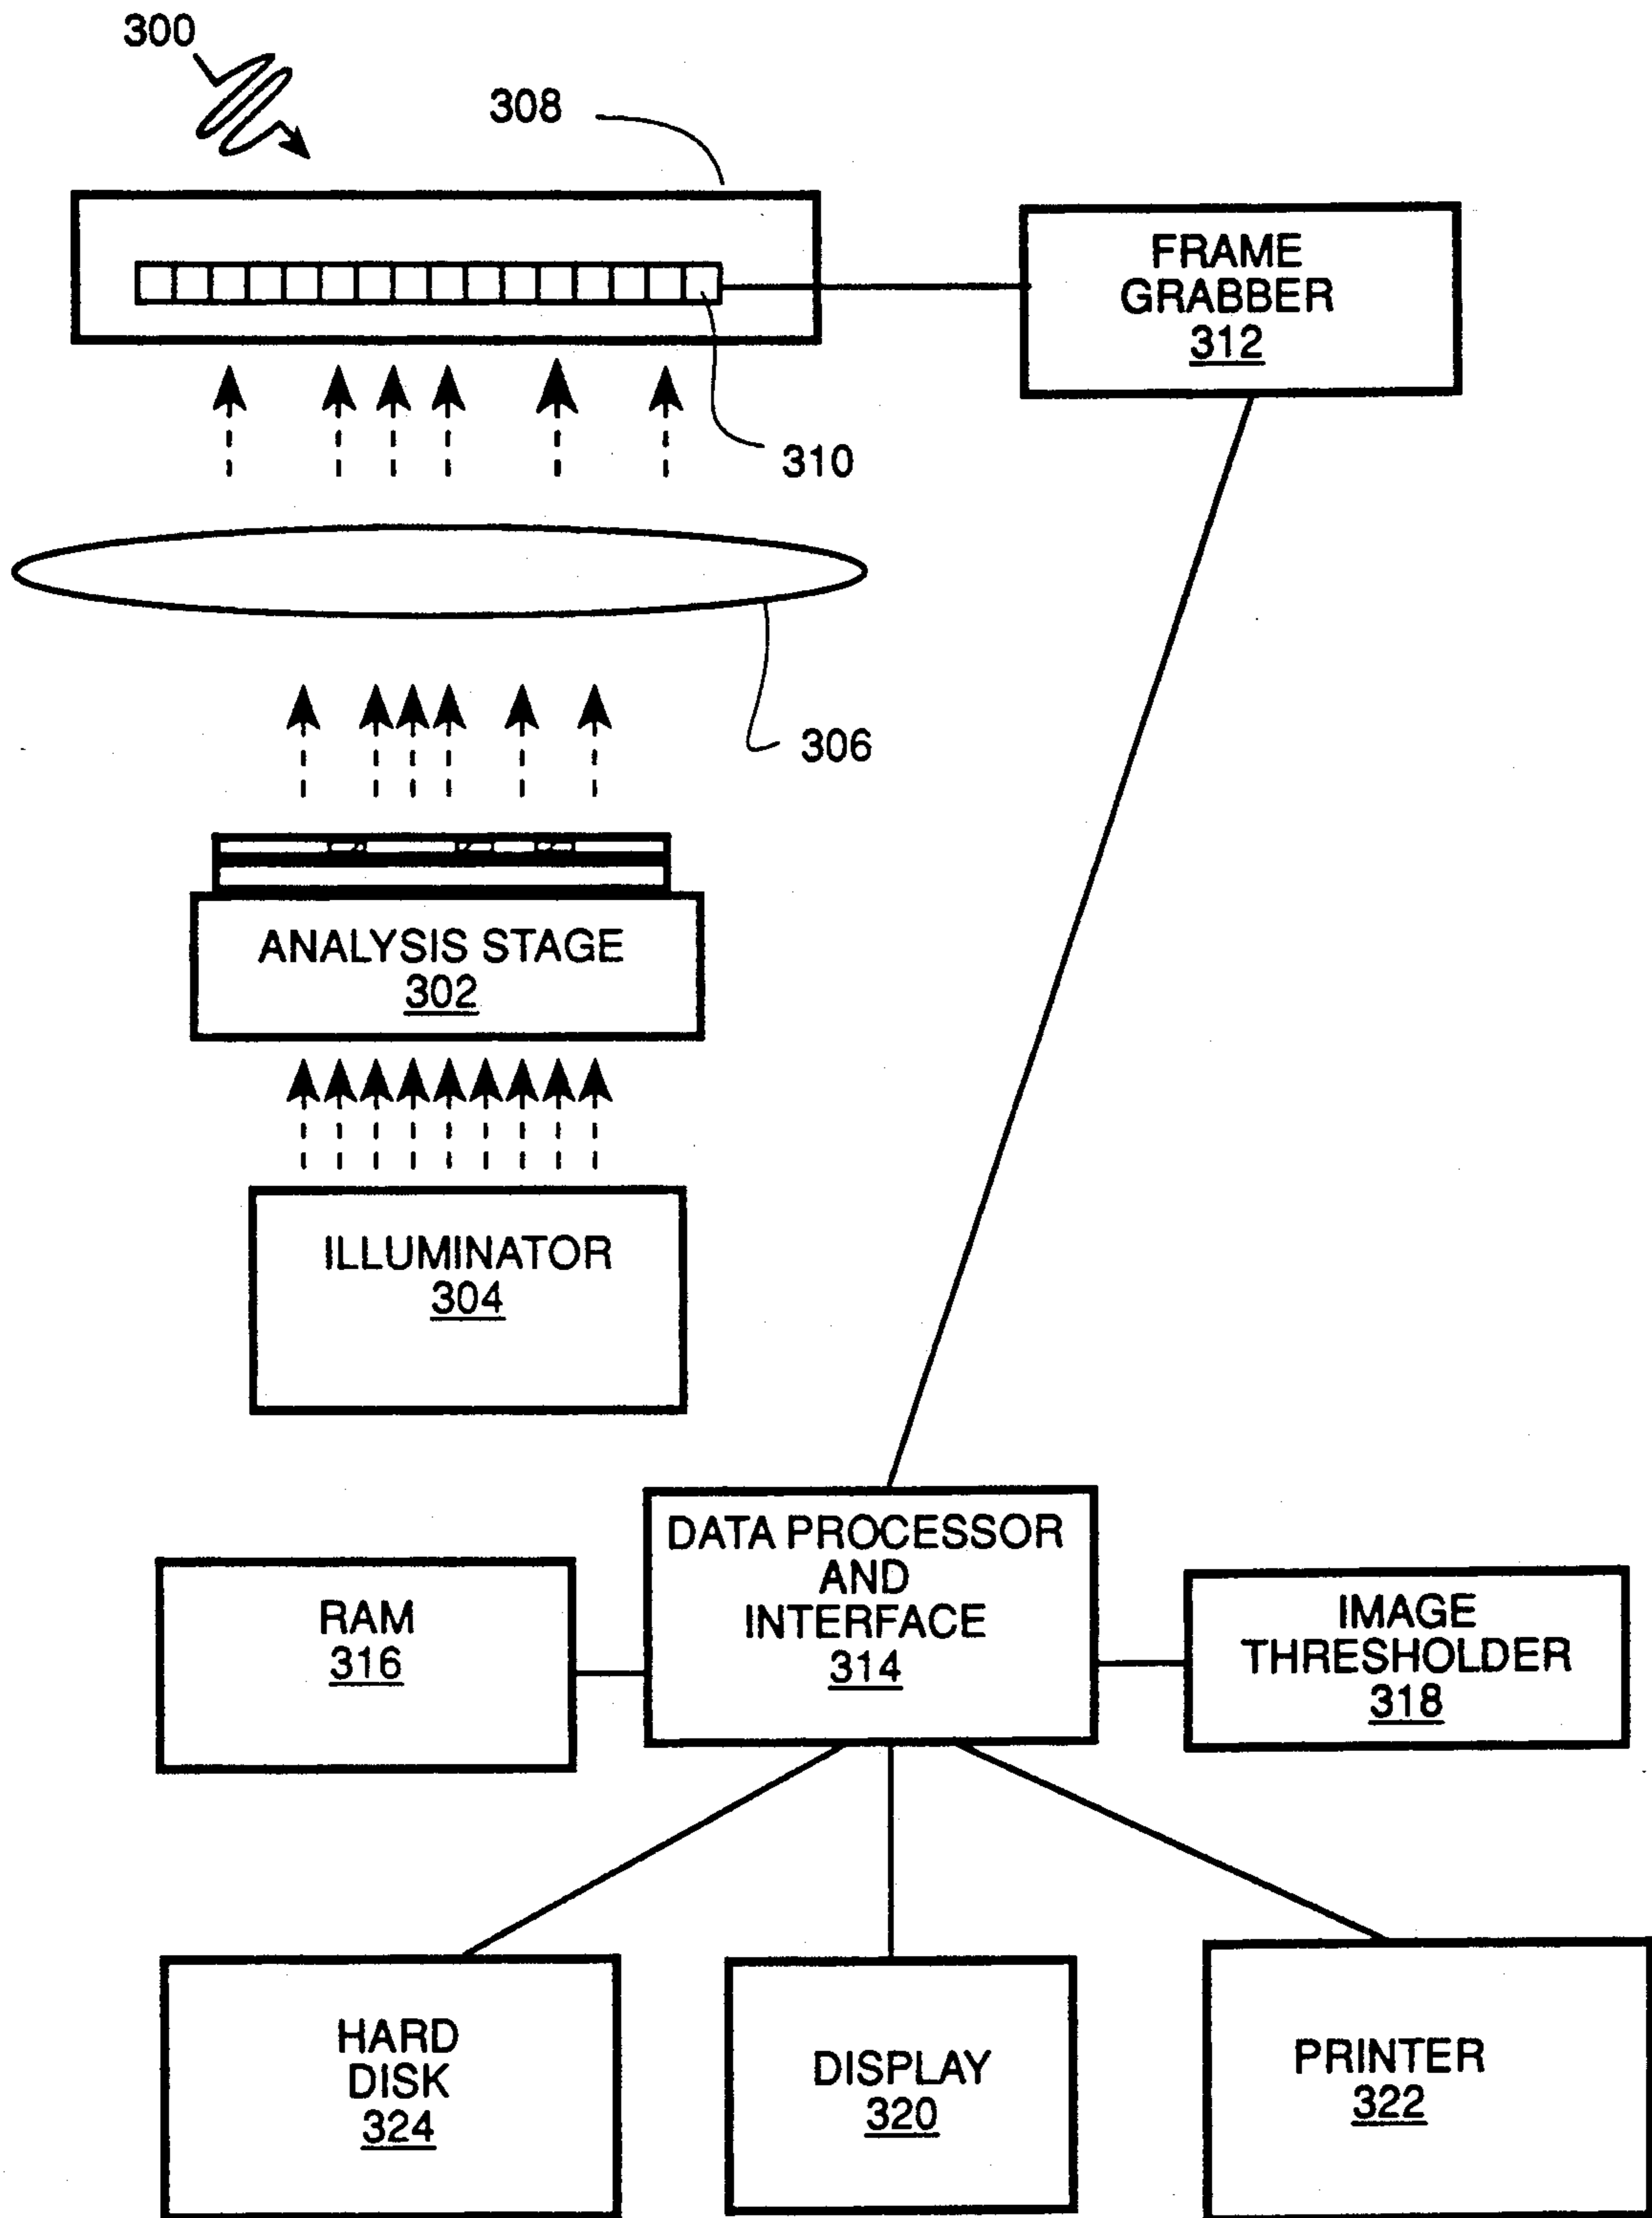 300
308
FRAME
GRABBER
312
310
306
ANALYSIS STAGE
302
ILLUMINATOR
304
DATA PROCESSOR
AND
INTERFACE
314
RAM
316
IMAGE
THRESHOLDER
318
HARD
DISK
324
DISPLAY
320
PRINTER
322